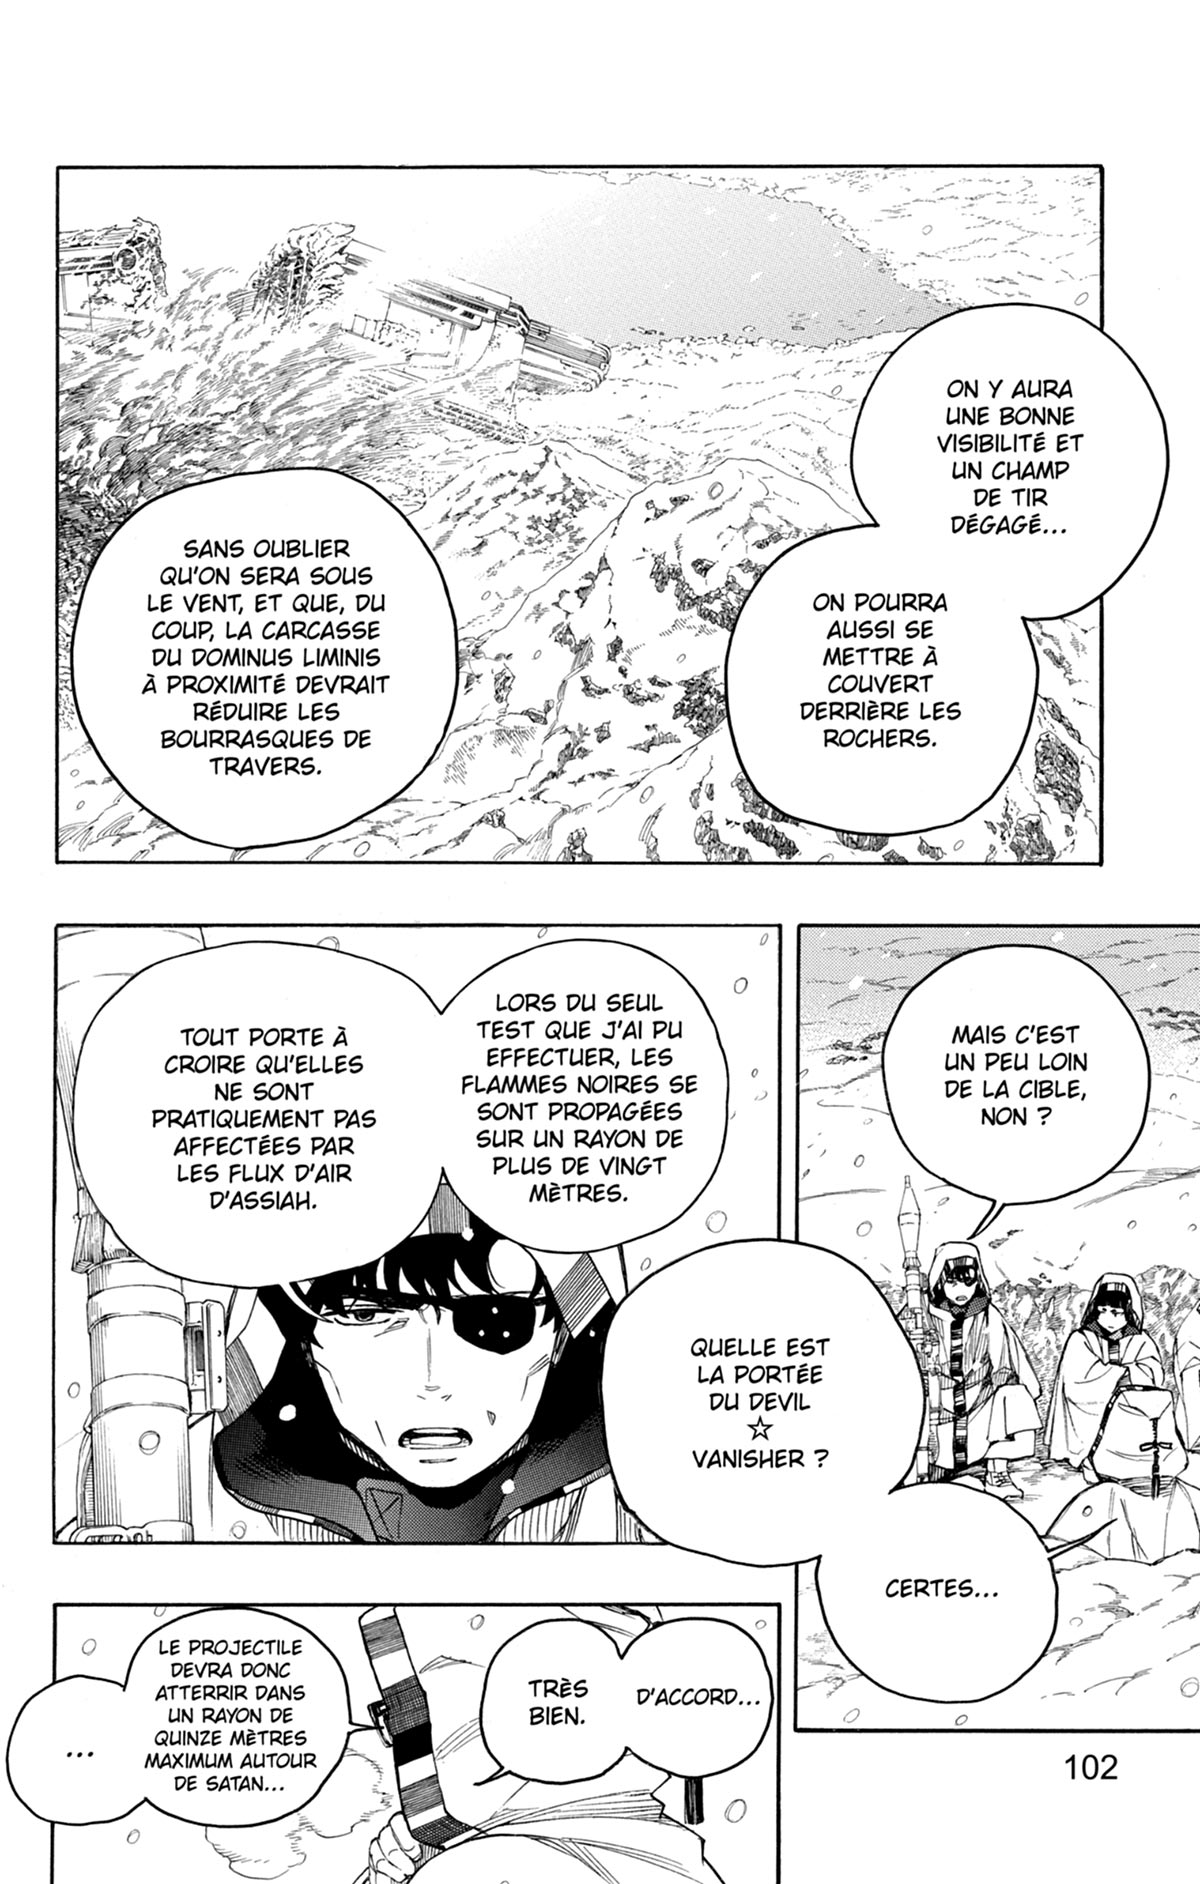 ON Y AURA
UNE BONNE
VISIBILITÉ ET
UN CHAMP
DE TIR
DÉGAGÉ...
ON POURRA
AUSSI SE
METTRE À
COUVERT
DERRIÈRE LES
ROCHERS.
SANS OUBLIER
QU'ON SERA SOUS
LE VENT, ET QUE, DU
COUP, LA CARCASSE
DU DOMINUS LIMINIS
À PROXIMITÉ DEVRAIT
RÉDUIRE LES
BOURRASQUES DE
TRAVERS.
MAIS C'EST
UN PEU LOIN
DE LA CIBLE,
NON ?
CERTES...
QUELLE EST
LA PORTÉE
DU DEVIL
☆
VANISHER ?
LORS DU SEUL
TEST QUE J'AI PU
EFFECTUER, LES
FLAMMES NOIRES SE
SONT PROPAGÉES
SUR UN RAYON DE
PLUS DE VINGT
MÈTRES.
TOUT PORTE À
CROIRE QU'ELLES
NE SONT
PRATIQUEMENT PAS
AFFECTÉES PAR
LES FLUX D'AIR
D'ASSIAH.
D'ACCORD...
TRÈS
BIEN.
LE PROJECTILE
DEVRA DONC
ATTERRIR DANS
UN RAYON DE
QUINZE MÈTRES
MAXIMUM AUTOUR
DE SATAN...
...
102